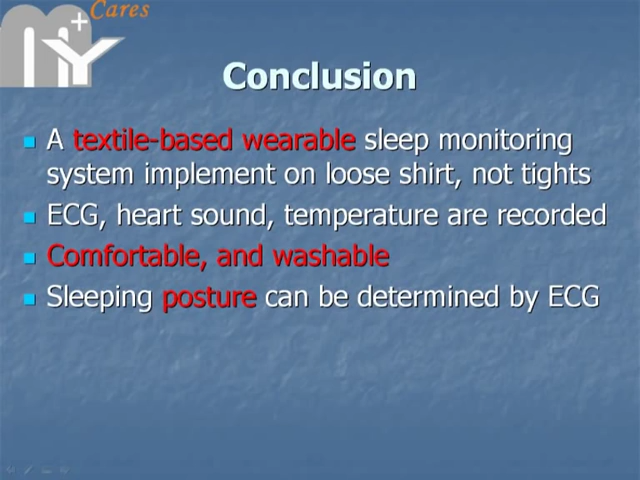 Cares
MY+
Conclusion
A textile-based wearable sleep monitoring
system implement on loose shirt, not tights
ECG, heart sound, temperature are recorded
Comfortable, and washable
Sleeping posture can be determined by ECG